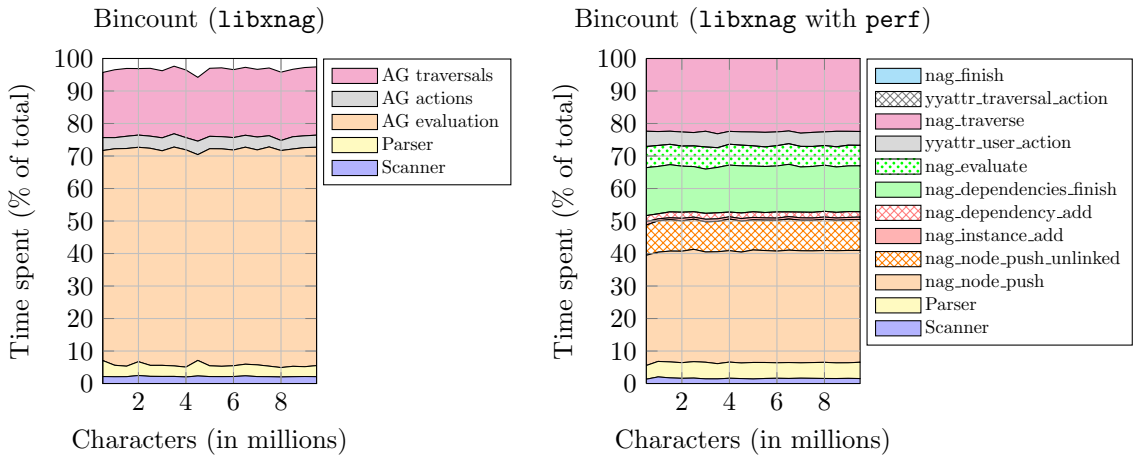 Bincount (libxnag)
Time spent (% of total)
100
90
80
70
60
50
40
30
20
10
0
2 4 6 8
Characters (in millions)
AG traversals
AG actions
AG evaluation
Parser
Scanner
Bincount (libxnag with perf)
Time spent (% of total)
100
90
80
70
60
50
40
30
20
10
0
2 4 6 8
Characters (in millions)
nag_finish
yyattr_traversal_action
nag_traverse
yyattr_user_action
nag_evaluate
nag_dependencies_finish
nag_dependency_add
nag_instance_add
nag_node_push_unlinked
nag_node_push
Parser
Scanner